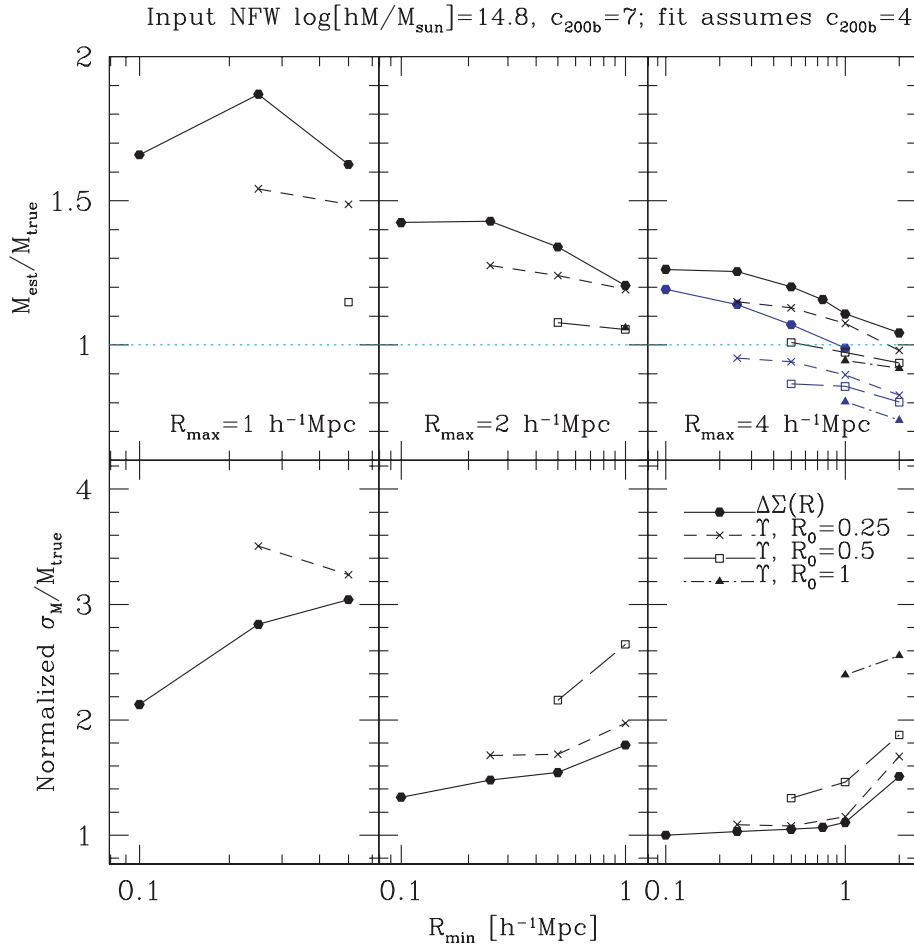 Input NFW log[hM/M_sun]=14.8, c_200b=7; fit assumes c_200b=4
M_est/M_true
2
1.5
1
R_max=1 h⁻¹Mpc
R_max=2 h⁻¹Mpc
R_max=4 h⁻¹Mpc
Normalized σ_M/M_true
4
3
2
1
ΔΣ(R)
Υ, R_0=0.25
Υ, R_0=0.5
Υ, R_0=1
0.1
0.1
1
0.1
1
R_min [h⁻¹Mpc]